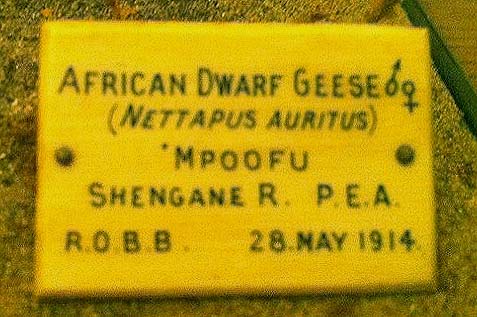 AFRICAN DWARF GEESE ♂♀
(NETTAPUS AURITUS)
'MPOOFU
SHENGANE R. P.E.A.
R.O.B.B. 28.MAY 1914.